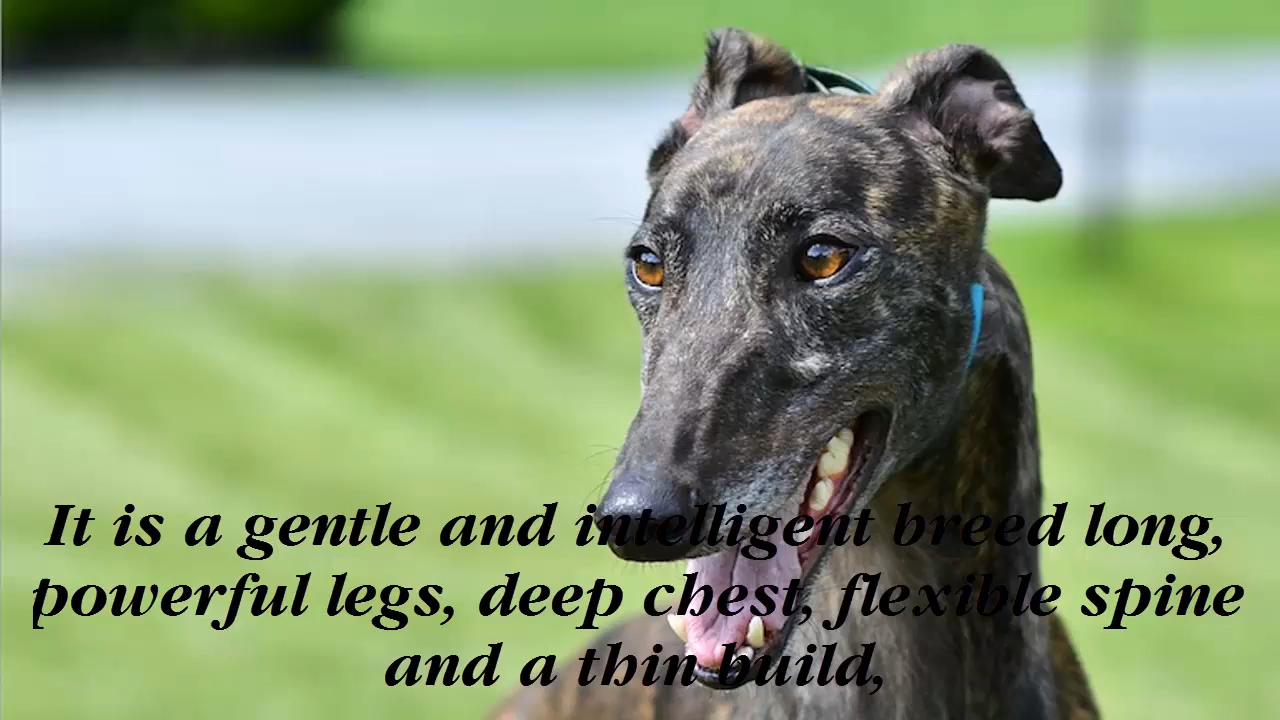 It is a gentle and intelligent breed long,
powerful legs, deep chest, flexible spine
and a thin build,